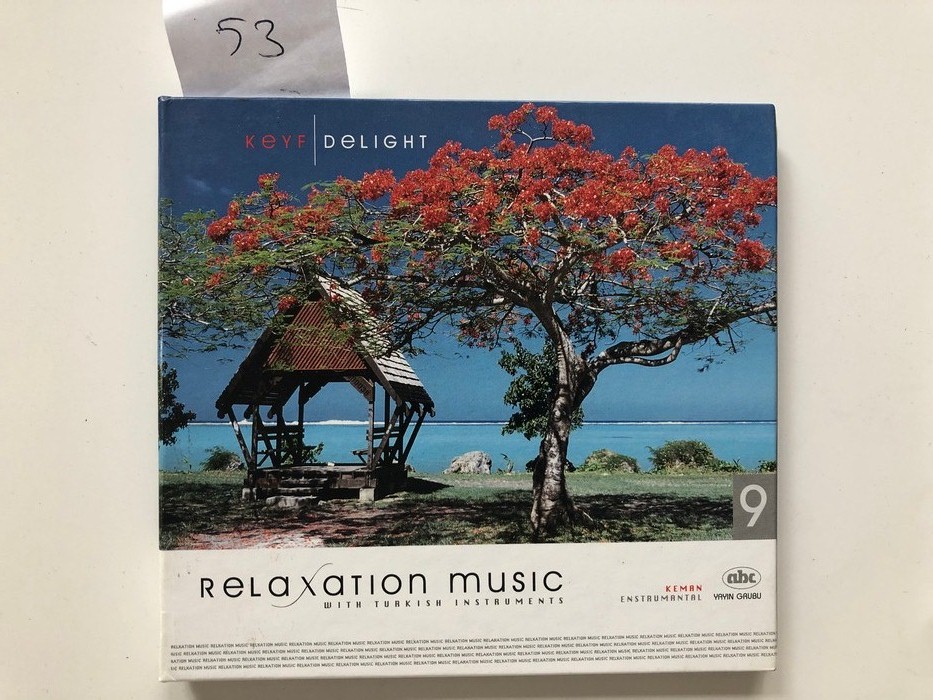 53
KEYF DELIGHT
9
RELAXATION MUSIC
WITH TURKISH INSTRUMENTS
KEMAN
ENSTRUMANTAL
abc
YAYIN GRUBU